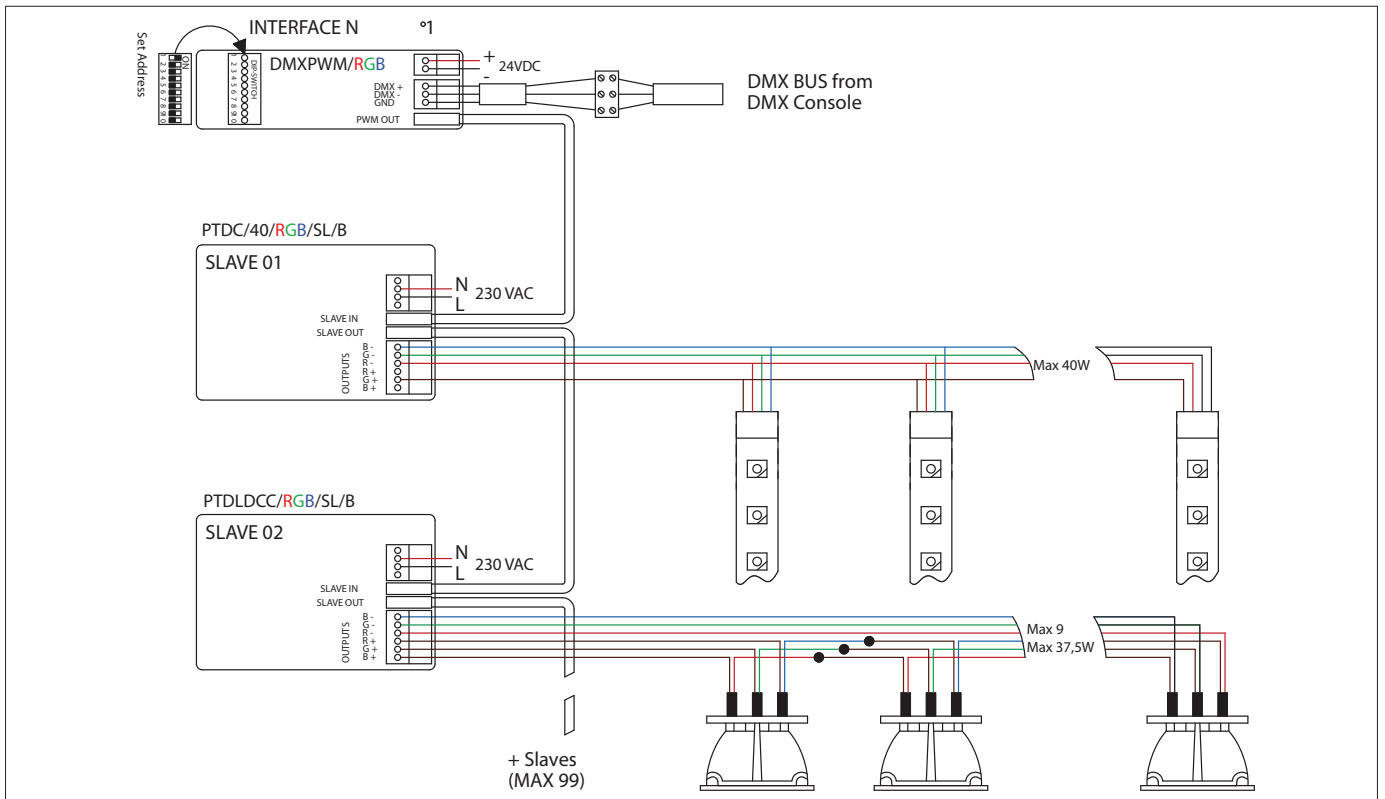 INTERFACE N °1
Set Address
ON
1 2 3 4 5 6 7 8 9 10
1 2 3 4 5 6 7 8 9 10
DIP-SWITCH
DMXPWM/RGB
+
24VDC
-
DMX +
DMX -
GND
PWM OUT
DMX BUS from
DMX Console
PTDC/40/RGB/SL/B
SLAVE 01
N
230 VAC
L
SLAVE IN
SLAVE OUT
OUTPUTS
B -
G -
R -
R +
G +
B +
Max 40W
PTDLDCC/RGB/SL/B
SLAVE 02
N
230 VAC
L
SLAVE IN
SLAVE OUT
OUTPUTS
B -
G -
R -
R +
G +
B +
Max 9
Max 37,5W
+ Slaves
(MAX 99)